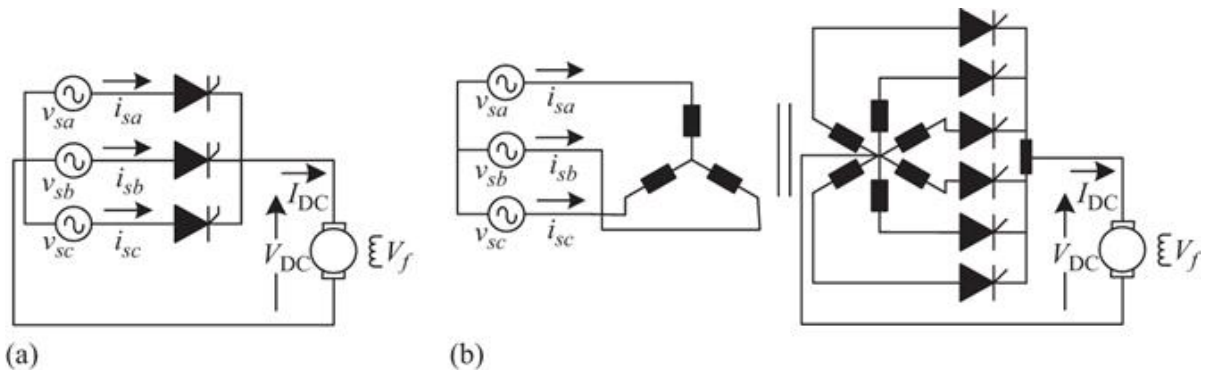 v_sa
i_sa
v_sb
i_sb
I_DC
v_sc
i_sc
V_DC
V_f
(a)
v_sa
i_sa
v_sb
i_sb
v_sc
i_sc
I_DC
V_DC
V_f
(b)